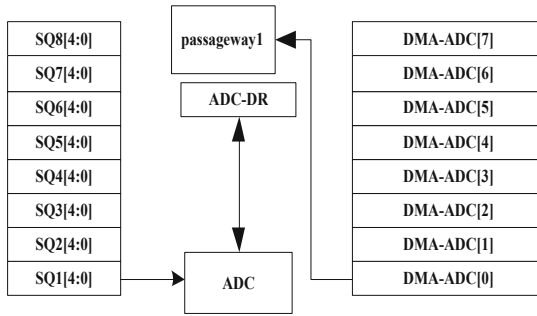 SQ8[4:0]
SQ7[4:0]
SQ6[4:0]
SQ5[4:0]
SQ4[4:0]
SQ3[4:0]
SQ2[4:0]
SQ1[4:0]
passageway1
ADC-DR
ADC
DMA-ADC[7]
DMA-ADC[6]
DMA-ADC[5]
DMA-ADC[4]
DMA-ADC[3]
DMA-ADC[2]
DMA-ADC[1]
DMA-ADC[0]